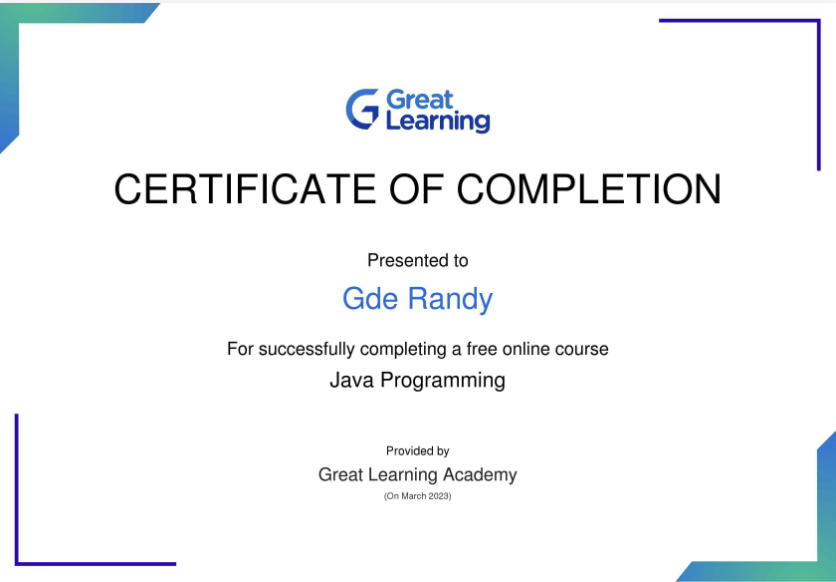 Great
Learning
CERTIFICATE OF COMPLETION
Presented to
Gde Randy
For successfully completing a free online course
Java Programming
Provided by
Great Learning Academy
(On March 2023)